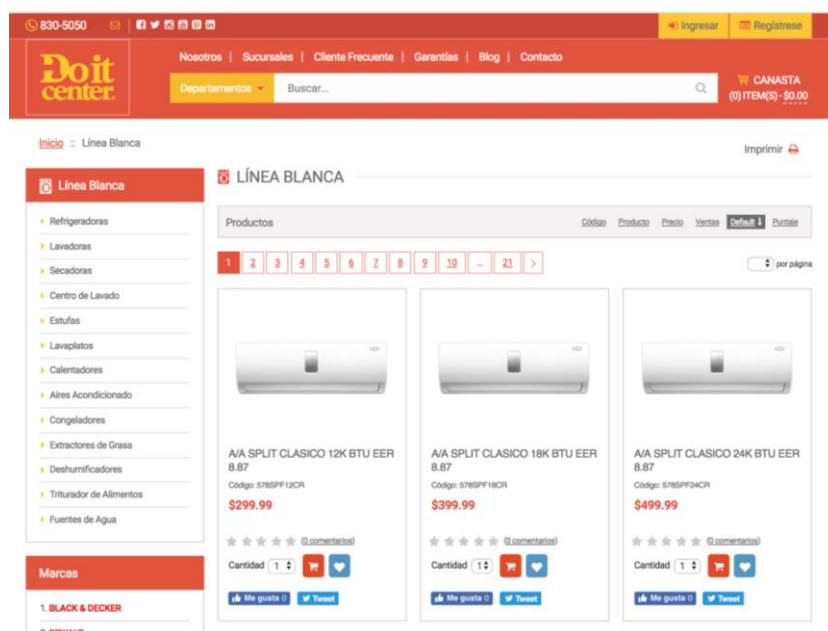 830-5050
Ingresar
Regístrese
Do it
center.
Nosotros | Sucursales | Cliente Frecuente | Garantías | Blog | Contacto
Departamentos
Buscar...
CANASTA
(0) ITEM(S) - $0.00
Inicio :: Línea Blanca
Imprimir
Línea Blanca
Refrigeradoras
Lavadoras
Secadoras
Centro de Lavado
Estufas
Lavaplatos
Calentadores
Aires Acondicionado
Congeladores
Extractores de Grasa
Deshumificadores
Triturador de Alimentos
Fuentes de Agua
Marcas
1. BLACK & DECKER
LÍNEA BLANCA
Productos
Código Producto Precio Ventas Default Puntaje
1 2 3 4 5 6 7 8 9 10 ... 21 >
por página
A/A SPLIT CLASICO 12K BTU EER
8.87
Código: 578SPF12CR
$299.99
(0 comentarios)
Cantidad 1
Me gusta 0 Tweet
A/A SPLIT CLASICO 18K BTU EER
8.87
Código: 578SPF18CR
$399.99
(0 comentarios)
Cantidad 1
Me gusta 0 Tweet
A/A SPLIT CLASICO 24K BTU EER
8.87
Código: 578SPF24CR
$499.99
(0 comentarios)
Cantidad 1
Me gusta 0 Tweet